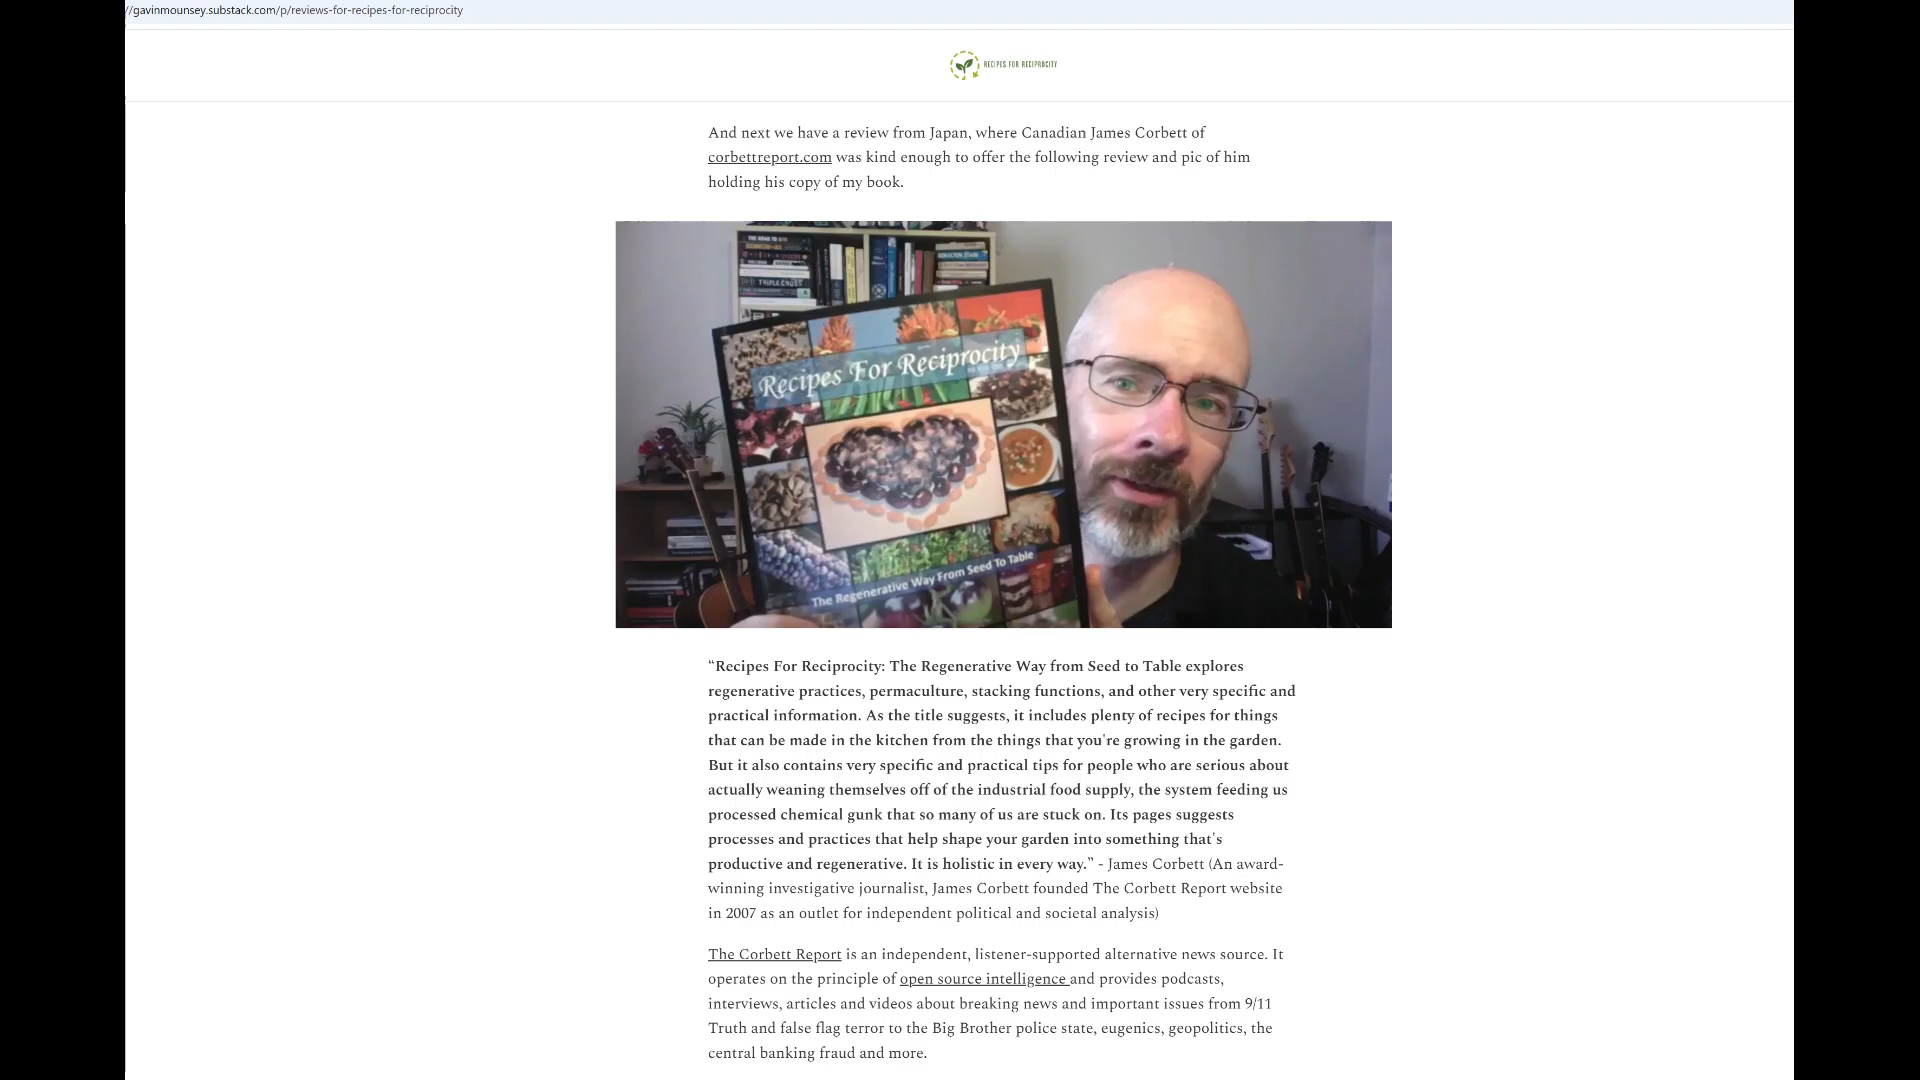 //gavinmounsey.substack.com/p/reviews-for-recipes-for-reciprocity
RECIPES FOR RECIPROCITY
And next we have a review from Japan, where Canadian James Corbett of
corbettreport.com was kind enough to offer the following review and pic of him
holding his copy of my book.
THE ROAD TO 9/11
TRIPLE CROSS
Recipes For Reciprocity
The Regenerative Way From Seed To Table
“Recipes For Reciprocity: The Regenerative Way from Seed to Table explores
regenerative practices, permaculture, stacking functions, and other very specific and
practical information. As the title suggests, it includes plenty of recipes for things
that can be made in the kitchen from the things that you're growing in the garden.
But it also contains very specific and practical tips for people who are serious about
actually weaning themselves off of the industrial food supply, the system feeding us
processed chemical gunk that so many of us are stuck on. Its pages suggests
processes and practices that help shape your garden into something that's
productive and regenerative. It is holistic in every way.” - James Corbett (An award-
winning investigative journalist, James Corbett founded The Corbett Report website
in 2007 as an outlet for independent political and societal analysis)
The Corbett Report is an independent, listener-supported alternative news source. It
operates on the principle of open source intelligence and provides podcasts,
interviews, articles and videos about breaking news and important issues from 9/11
Truth and false flag terror to the Big Brother police state, eugenics, geopolitics, the
central banking fraud and more.